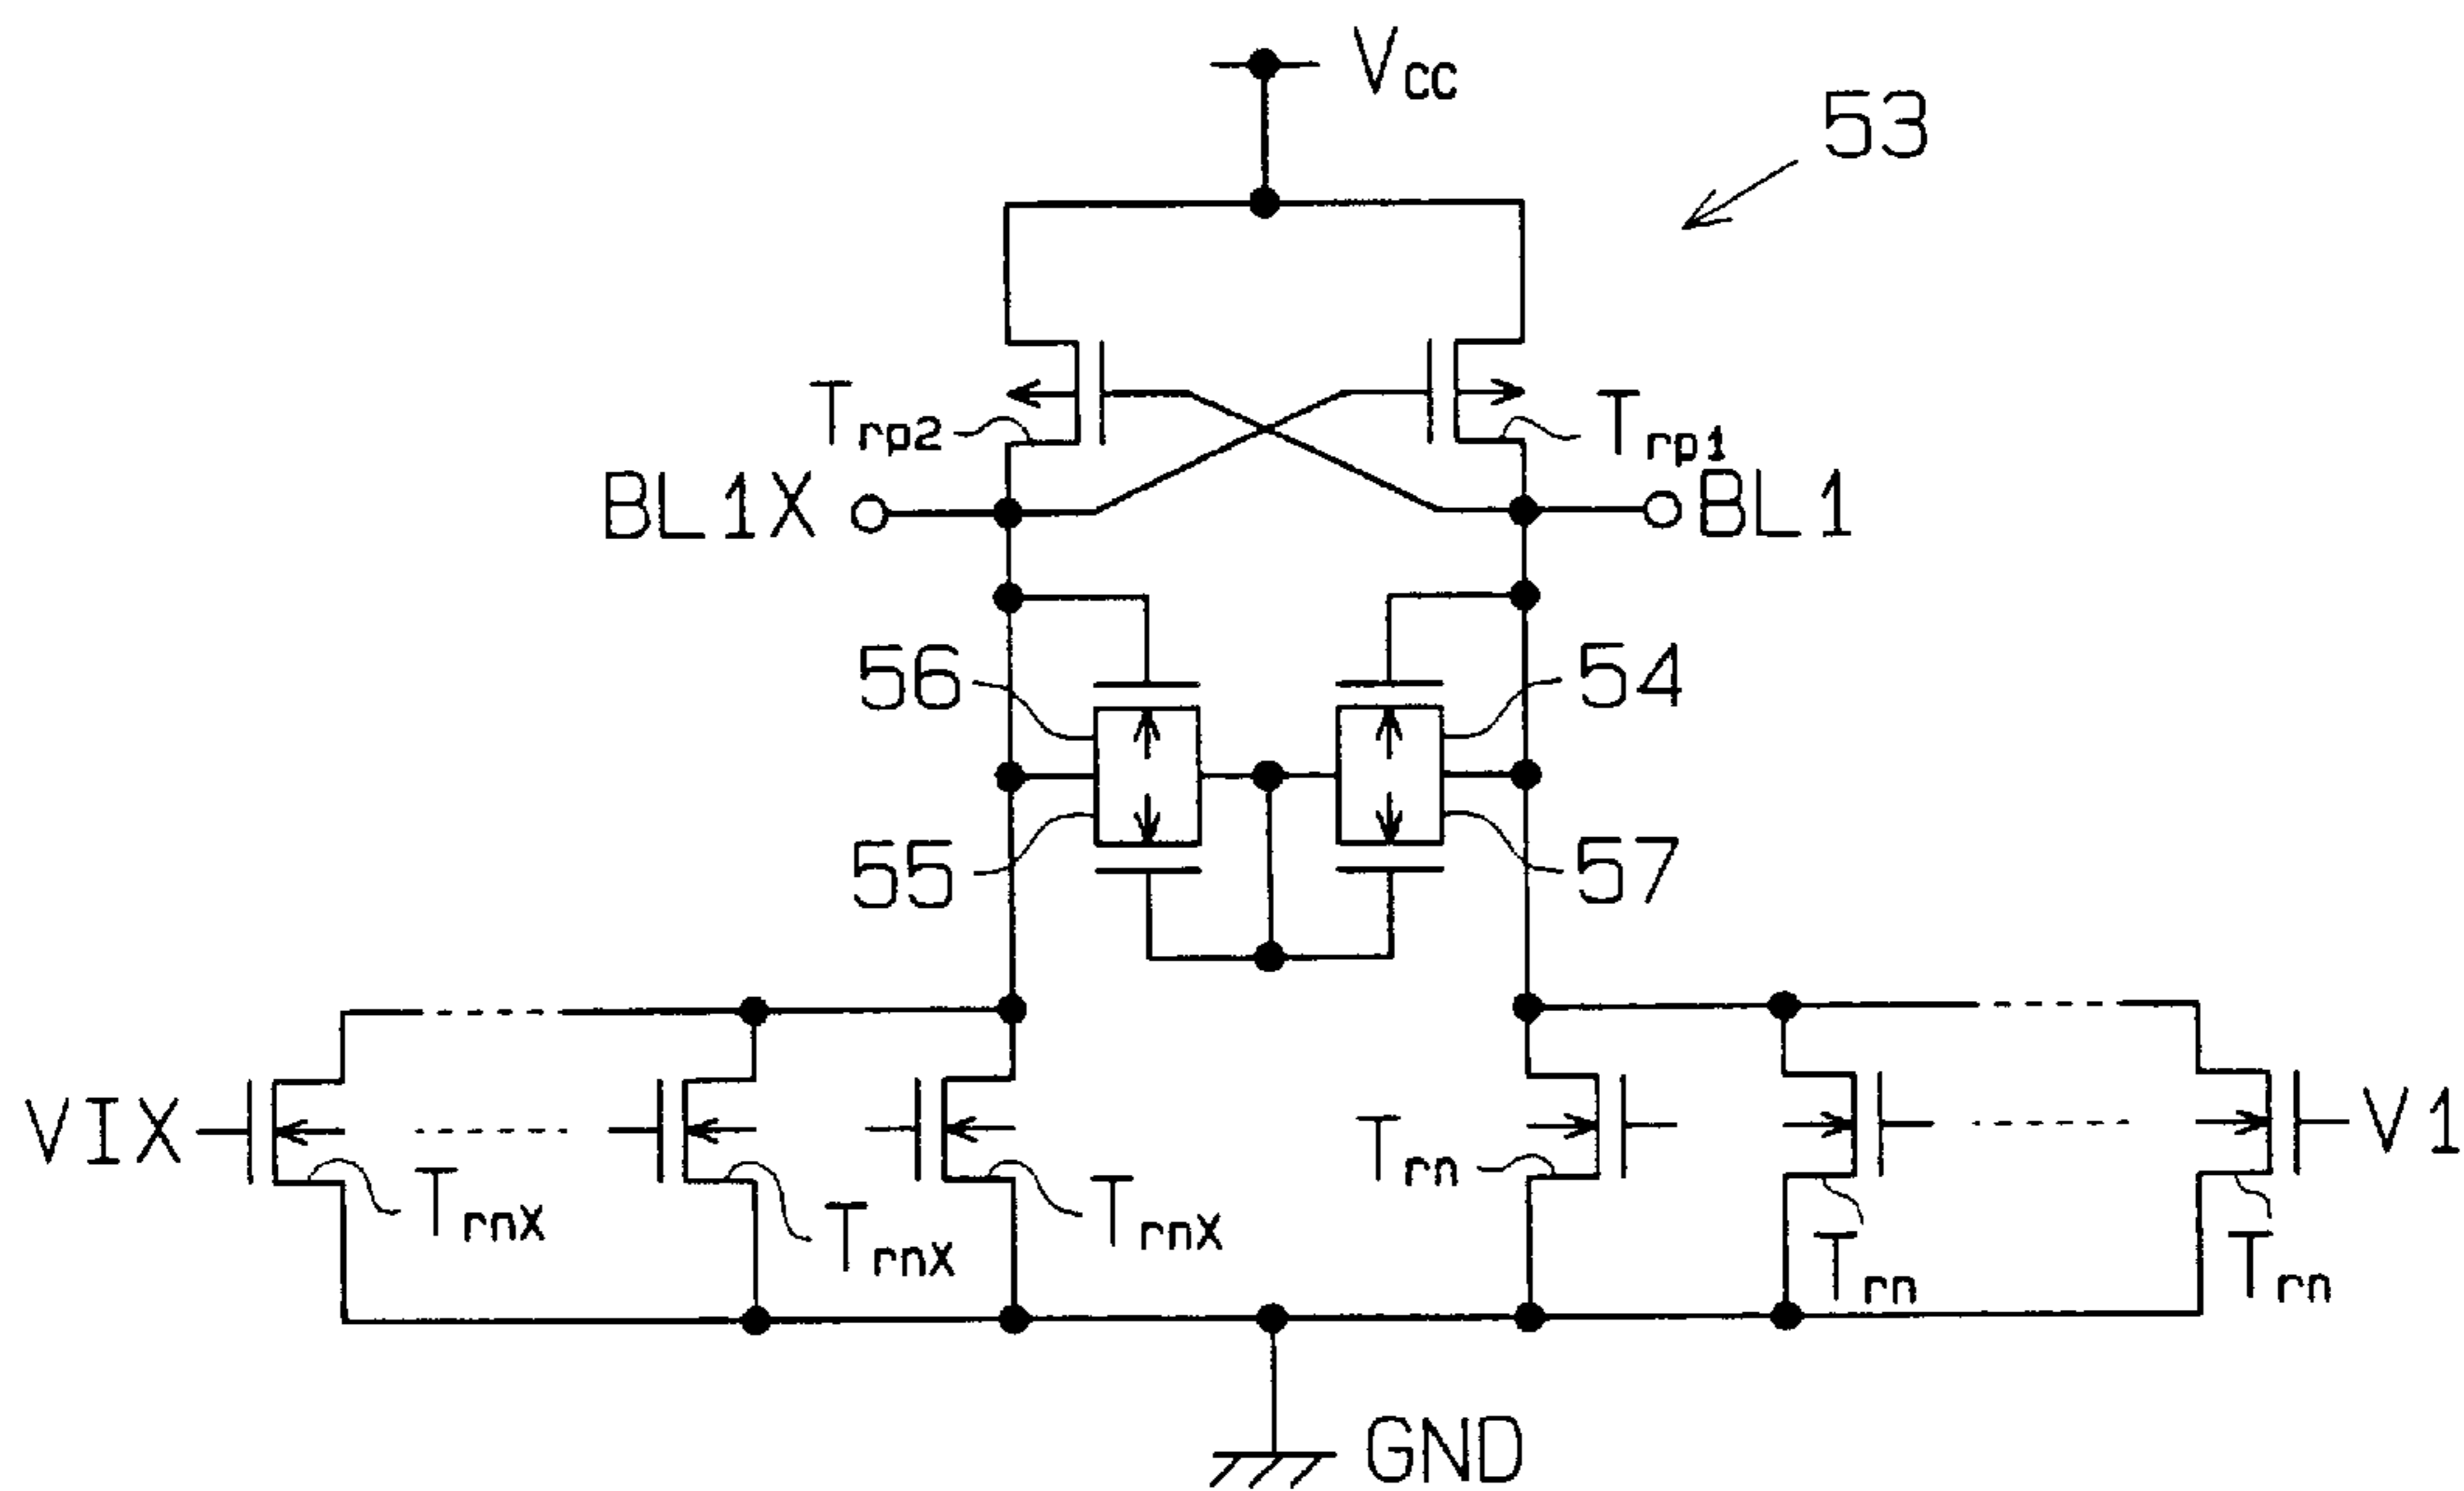 Vcc
53
Trp2
Trp1
BL1X
BL1
56
54
55
57
VIX
V1
Trn
TrnX
TrnX
TrnX
Trn
Trn
GND